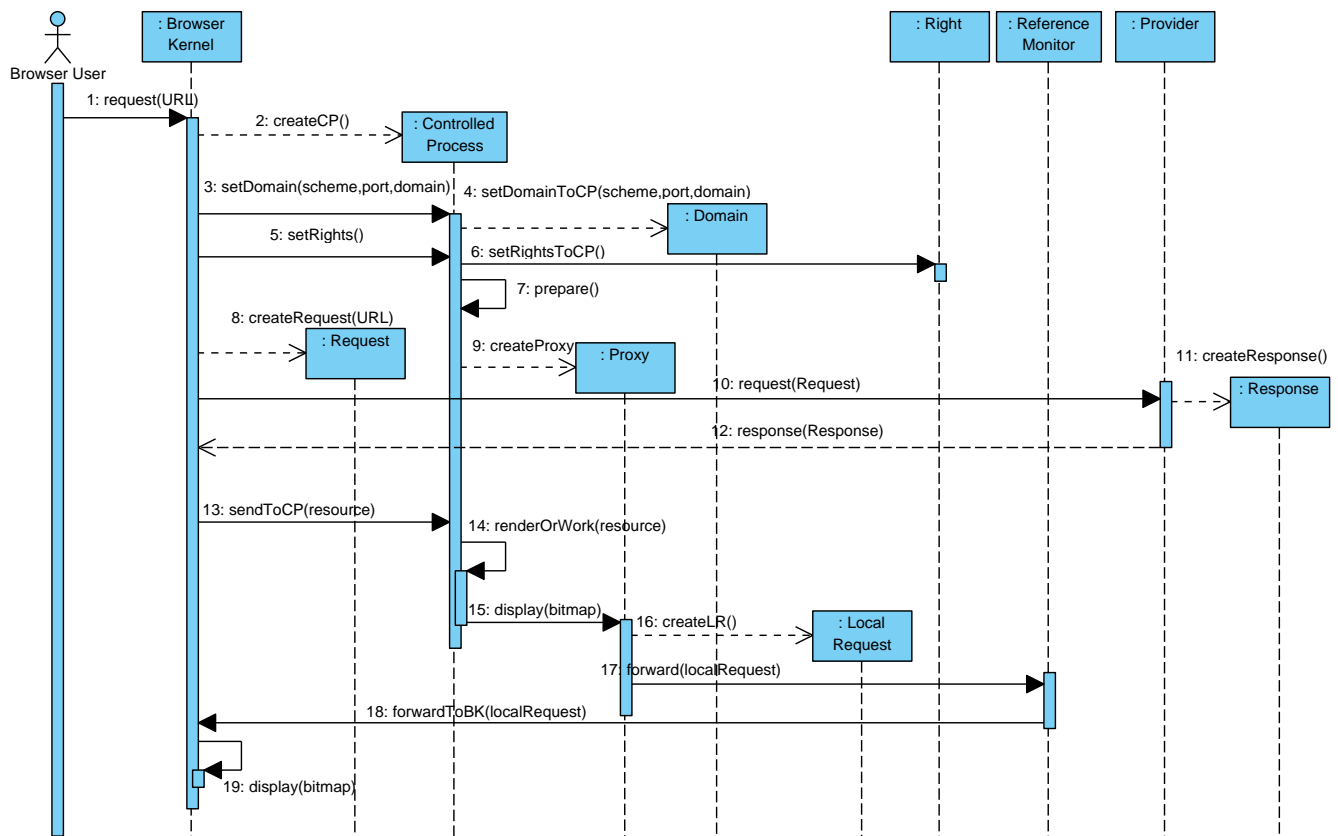 : Browser
Kernel
: Right
: Reference
Monitor
: Provider
Browser User
1: request(URL)
2: createCP()
: Controlled
Process
3: setDomain(scheme,port,domain)
4: setDomainToCP(scheme,port,domain)
: Domain
5: setRights()
6: setRightsToCP()
7: prepare()
8: createRequest(URL)
: Request
9: createProxy
: Proxy
11: createResponse()
10: request(Request)
: Response
12: response(Response)
13: sendToCP(resource)
14: renderOrWork(resource)
15: display(bitmap)
16: createLR()
: Local
Request
17: forward(localRequest)
18: forwardToBK(localRequest)
19: display(bitmap)